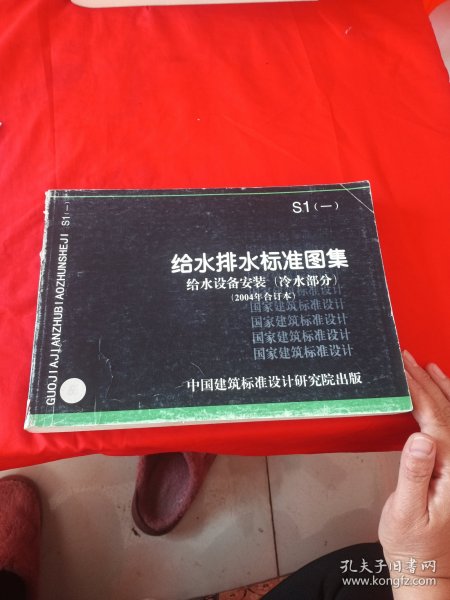 S1(一)
给水排水标准图集
给水设备安装(冷水部分)
(2004年合订本)
国家建筑标准设计
国家建筑标准设计
国家建筑标准设计
国家建筑标准设计
中国建筑标准设计研究院出版
GUOJIAJIANZHUBIAOZHUNSHEJI S1(一)
孔夫子旧书网
www.kongfz.com